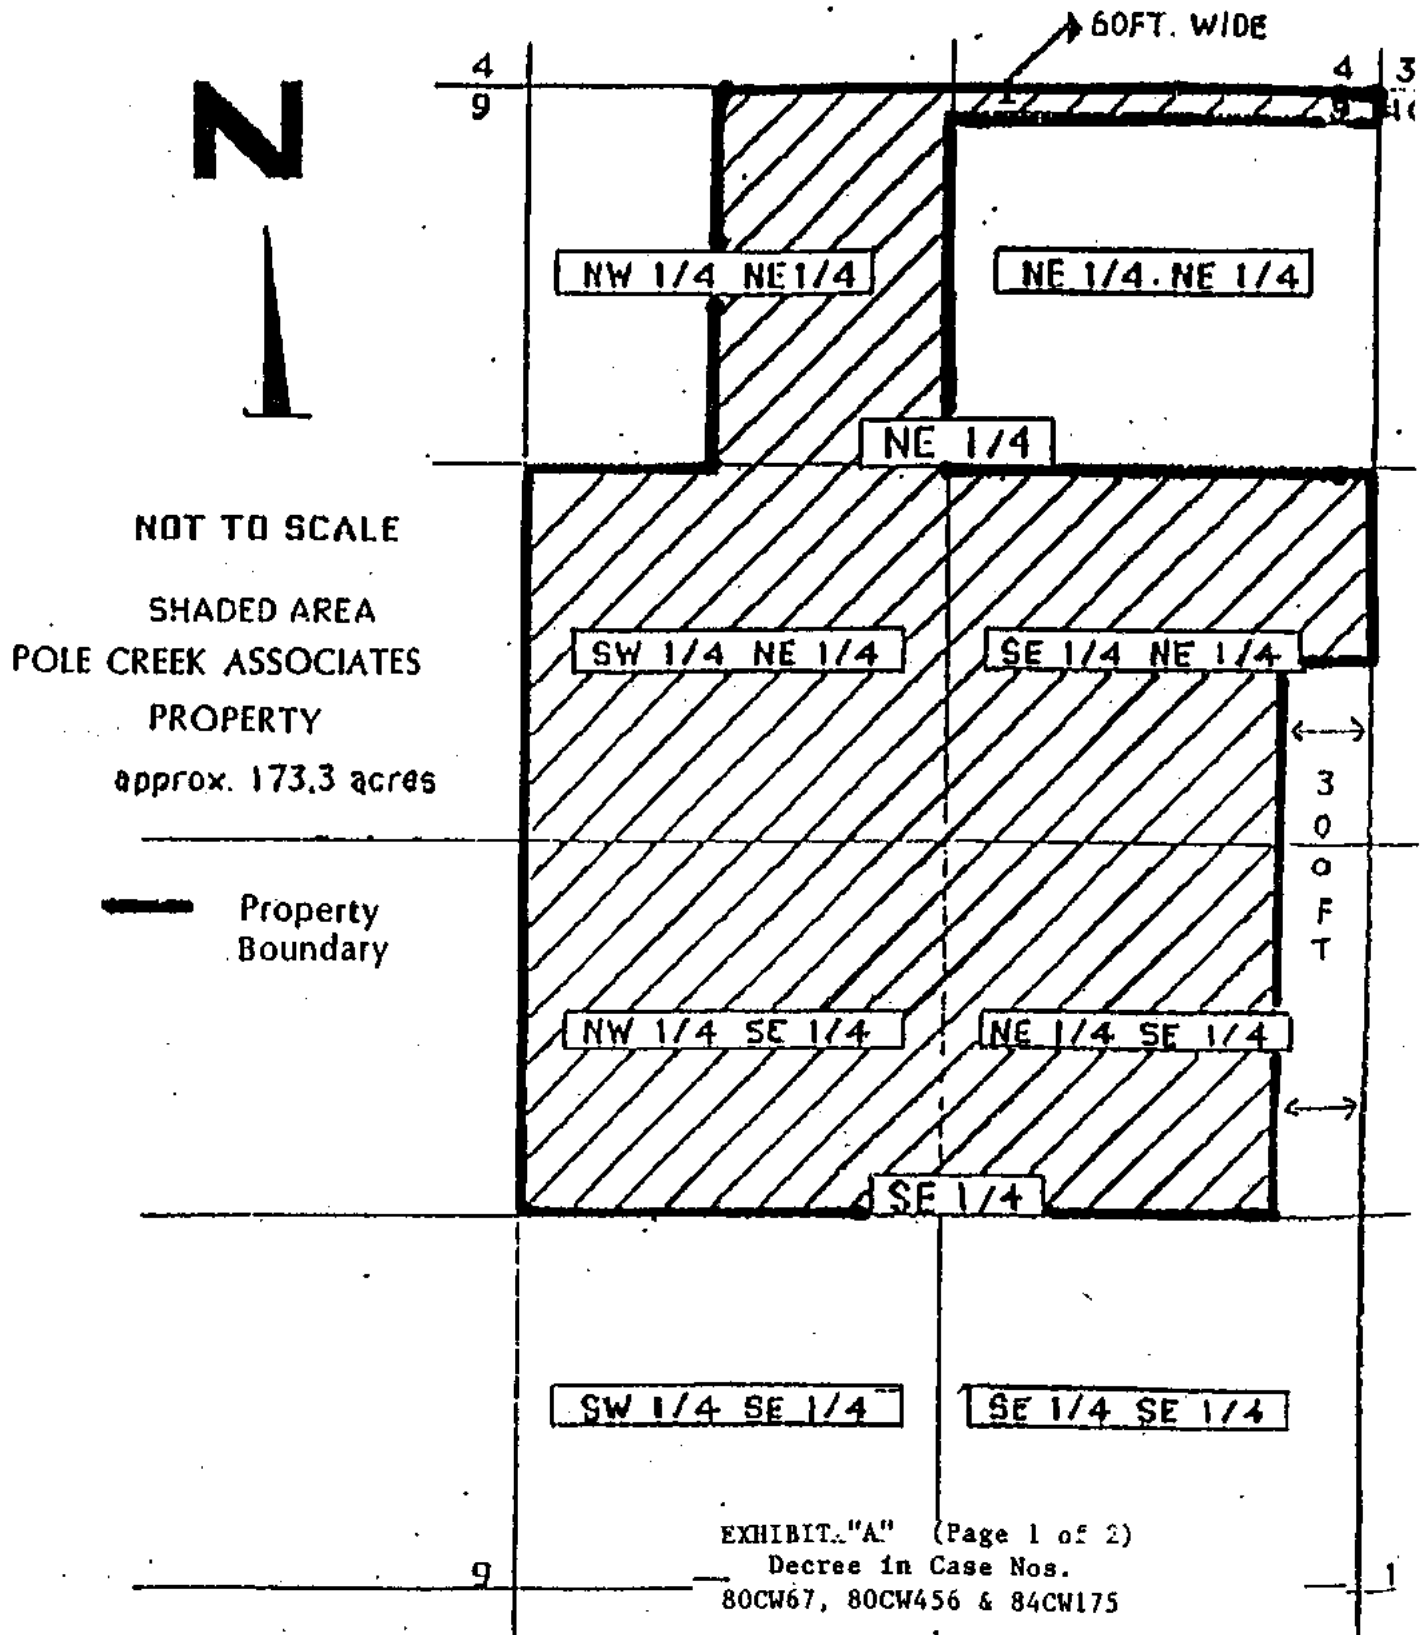 60FT. WIDE
4
4
3
N
9
9
NW 1/4 NE 1/4
NE 1/4. NE 1/4
NE 1/4
NOT TO SCALE
SHADED AREA
POLE CREEK ASSOCIATES
PROPERTY
approx. 173.3 acres
SW 1/4 NE 1/4
SE 1/4 NE 1/4
300FT
Property
Boundary
NW 1/4 SE 1/4
NE 1/4 SE 1/4
SE 1/4
SW 1/4 SE 1/4
SE 1/4 SE 1/4
EXHIBIT "A" (Page 1 of 2)
Decree in Case Nos.
80CW67, 80CW456 & 84CW175
9
1